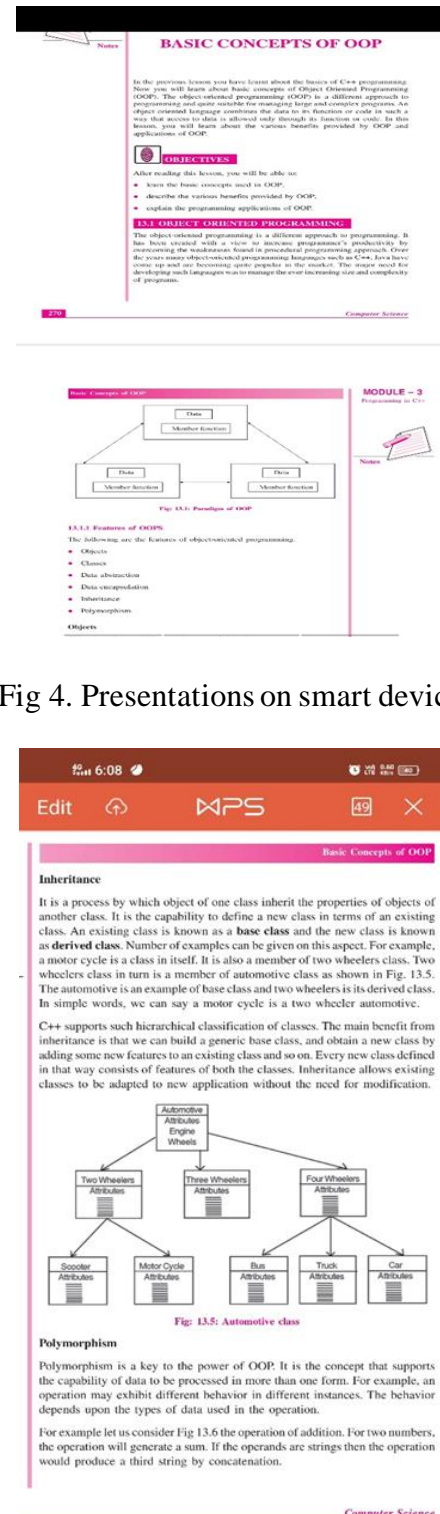 Notes
BASIC CONCEPTS OF OOP
In the previous lesson you have learnt about the basics of C++ programming.
Now you will learn about basic concepts of Object Oriented Programming
(OOP). The object-oriented programming (OOP) is a different approach to
programming and quite suitable for managing large and complex programs. An
object oriented language combines the data to its function or code in such a
way that access to data is allowed only through its function or code. In this
lesson, you will learn about the various benefits provided by OOP and
applications of OOP.
OBJECTIVES
After reading this lesson, you will be able to:
• learn the basic concepts used in OOP,
• describe the various benefits provided by OOP;
• explain the programming applications of OOP.
13.1 OBJECT ORIENTED PROGRAMMING
The object-oriented programming is a different approach to programming. It
has been created with a view to increase programmer's productivity by
overcoming the weaknesses found in procedural programming approach. Over
the years many object-oriented programming languages such as C++, Java have
come up and are becoming quite popular in the market. The major need for
developing such languages was to manage the ever increasing size and complexity
of programs.
270
Computer Science
Basic Concepts of OOP
MODULE – 3
Programming in C++
Notes
Data
Member function
Data
Member function
Data
Member function
Fig: 13.1: Paradigm of OOP
13.1.1 Features of OOPS
The following are the features of object-oriented programming.
• Objects
• Classes
• Data abstraction
• Data encapsulation
• Inheritance
• Polymorphism
Objects
Fig 4. Presentations on smart devic
4G 6:08
Vo) LTE 0.60 KB/s 80
Edit WPS 49
Basic Concepts of OOP
Inheritance
It is a process by which object of one class inherit the properties of objects of
another class. It is the capability to define a new class in terms of an existing
class. An existing class is known as a base class and the new class is known
as derived class. Number of examples can be given on this aspect. For example,
a motor cycle is a class in itself. It is also a member of two wheelers class. Two
wheelers class in turn is a member of automotive class as shown in Fig. 13.5.
The automotive is an example of base class and two wheelers is its derived class.
In simple words, we can say a motor cycle is a two wheeler automotive.
C++ supports such hierarchical classification of classes. The main benefit from
inheritance is that we can build a generic base class, and obtain a new class by
adding some new features to an existing class and so on. Every new class defined
in that way consists of features of both the classes. Inheritance allows existing
classes to be adapted to new application without the need for modification.
Automotive
Attributes
Engine
Wheels
Two Wheelers
Attributes
Three Wheelers
Attributes
Four Wheelers
Attributes
Scooter
Attributes
Motor Cycle
Attributes
Bus
Attributes
Truck
Attributes
Car
Attributes
Fig: 13.5: Automotive class
Polymorphism
Polymorphism is a key to the power of OOP. It is the concept that supports
the capability of data to be processed in more than one form. For example, an
operation may exhibit different behavior in different instances. The behavior
depends upon the types of data used in the operation.
For example let us consider Fig 13.6 the operation of addition. For two numbers,
the operation will generate a sum. If the operands are strings then the operation
would produce a third string by concatenation.
Computer Science